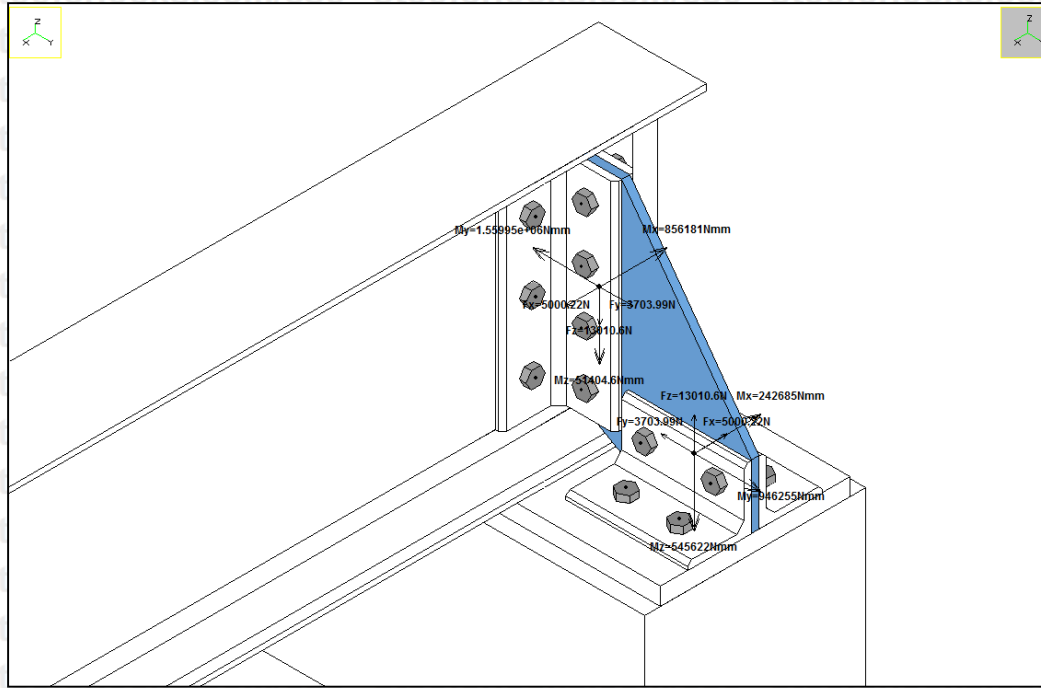 Z
X Y
Z
X Y
My=1.55995e+06Nmm
Mx=856181Nmm
Fx=5000.22N
Fy=3703.99N
Fz=13010.6N
Mz=51404.6Nmm
Fz=13010.6N
Mx=242685Nmm
Fy=3703.99N
Fx=5000.22N
My=946255Nmm
Mz=545622Nmm